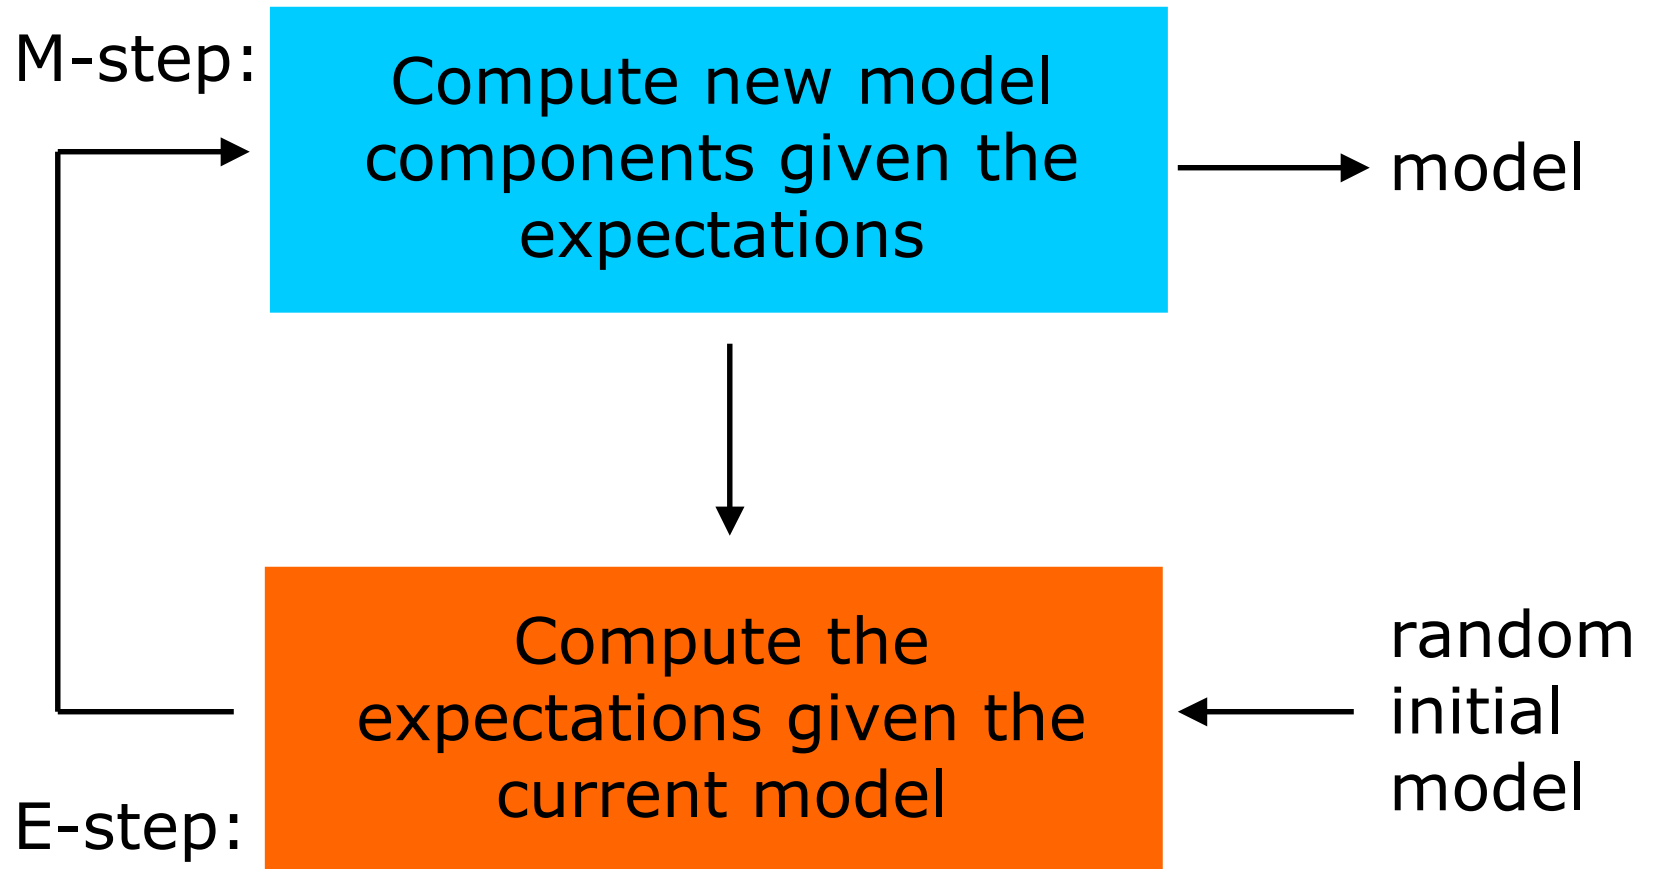 M-step:
Compute new model
components given the
expectations
model
Compute the
expectations given the
current model
E-step:
random
initial
model